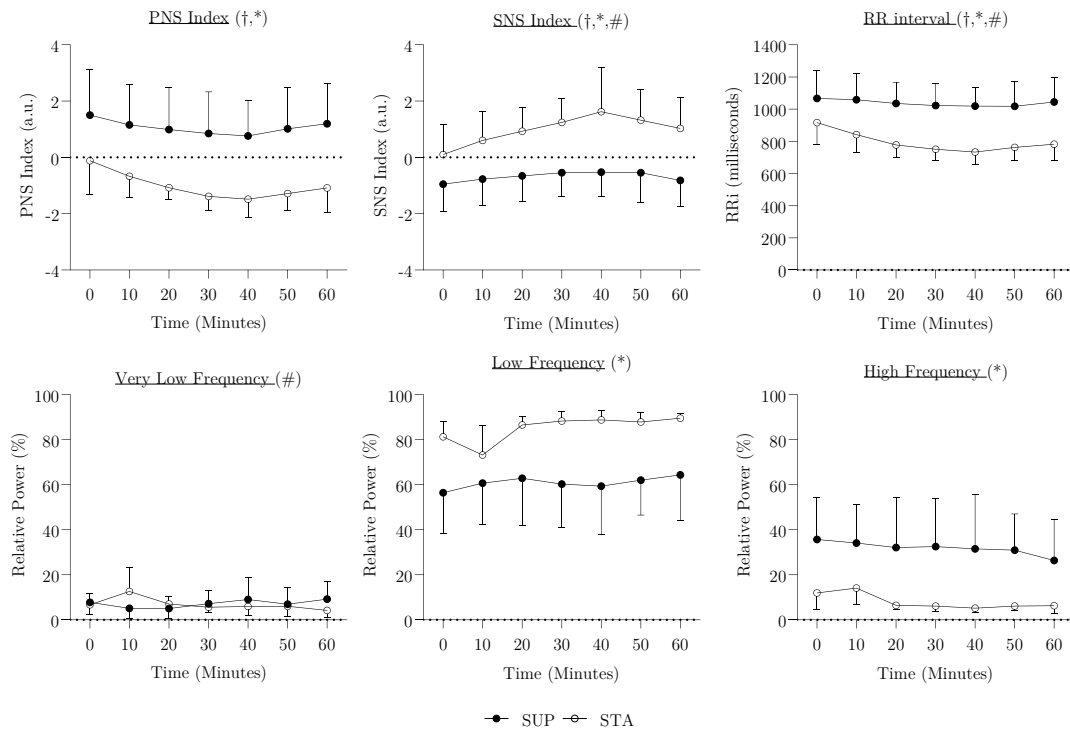 PNS Index (†,*)
SNS Index (†,*,#)
RR interval (†,*,#)
PNS Index (a.u.)
4
2
0
-2
-4
0 10 20 30 40 50 60
Time (Minutes)
SNS Index (a.u.)
4
2
0
-2
-4
0 10 20 30 40 50 60
Time (Minutes)
RRi (milliseconds)
1400
1200
1000
800
600
400
200
0
0 10 20 30 40 50 60
Time (Minutes)
Very Low Frequency (#)
Low Frequency (*)
High Frequency (*)
Relative Power (%)
100
80
60
40
20
0
0 10 20 30 40 50 60
Time (Minutes)
Relative Power (%)
100
80
60
40
20
0
0 10 20 30 40 50 60
Time (Minutes)
Relative Power (%)
100
80
60
40
20
0
0 10 20 30 40 50 60
Time (Minutes)
SUP STA